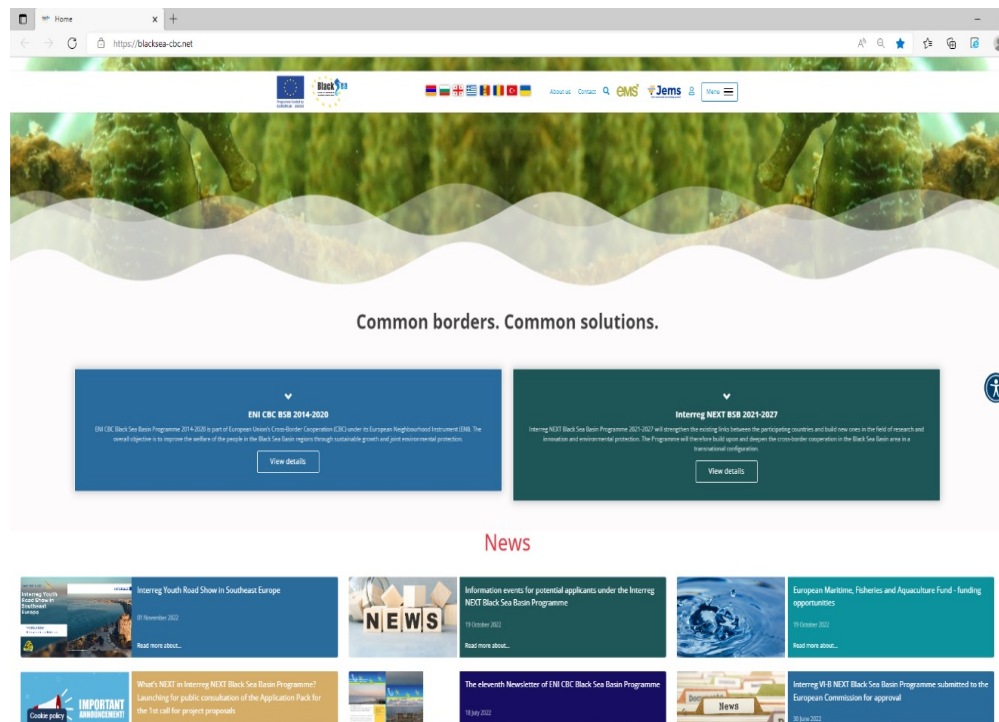 Home
https://blacksea-cbc.net
Black Sea
About us Contact eMS Jems Menu
Common borders. Common solutions.
ENI CBC BSB 2014-2020
ENI CBC Black Sea Basin Programme 2014-2020 is part of European Union's Cross-Border Cooperation (CBC) under its European Neighbourhood Instrument (ENI). The
overall objective is to improve the welfare of the people in the Black Sea Basin regions through sustainable growth and joint environmental protection.
View details
Interreg NEXT BSB 2021-2027
Interreg NEXT Black Sea Basin Programme 2021-2027 will strengthen the existing links between the participating countries and build new ones in the field of research and
innovation and environmental protection. The Programme will therefore build upon and deepen the cross-border cooperation in the Black Sea Basin area in a
transnational configuration.
View details
News
Interreg Youth
Road Show in
Southeast
Europe
Interreg Youth Road Show in Southeast Europe
01 November 2022
Read more about...
NEWS
Information events for potential applicants under the Interreg
NEXT Black Sea Basin Programme
19 October 2022
Read more about...
European Maritime, Fisheries and Aquaculture Fund - funding
opportunities
19 October 2022
Read more about...
IMPORTANT
ANNOUNCEMENT!
Cookie policy
What's NEXT in Interreg NEXT Black Sea Basin Programme?
Launching for public consultation of the Application Pack for
the 1st call for project proposals
The eleventh Newsletter of ENI CBC Black Sea Basin Programme
18 July 2022
News
Interreg VI-B NEXT Black Sea Basin Programme submitted to the
European Commission for approval
30 June 2022